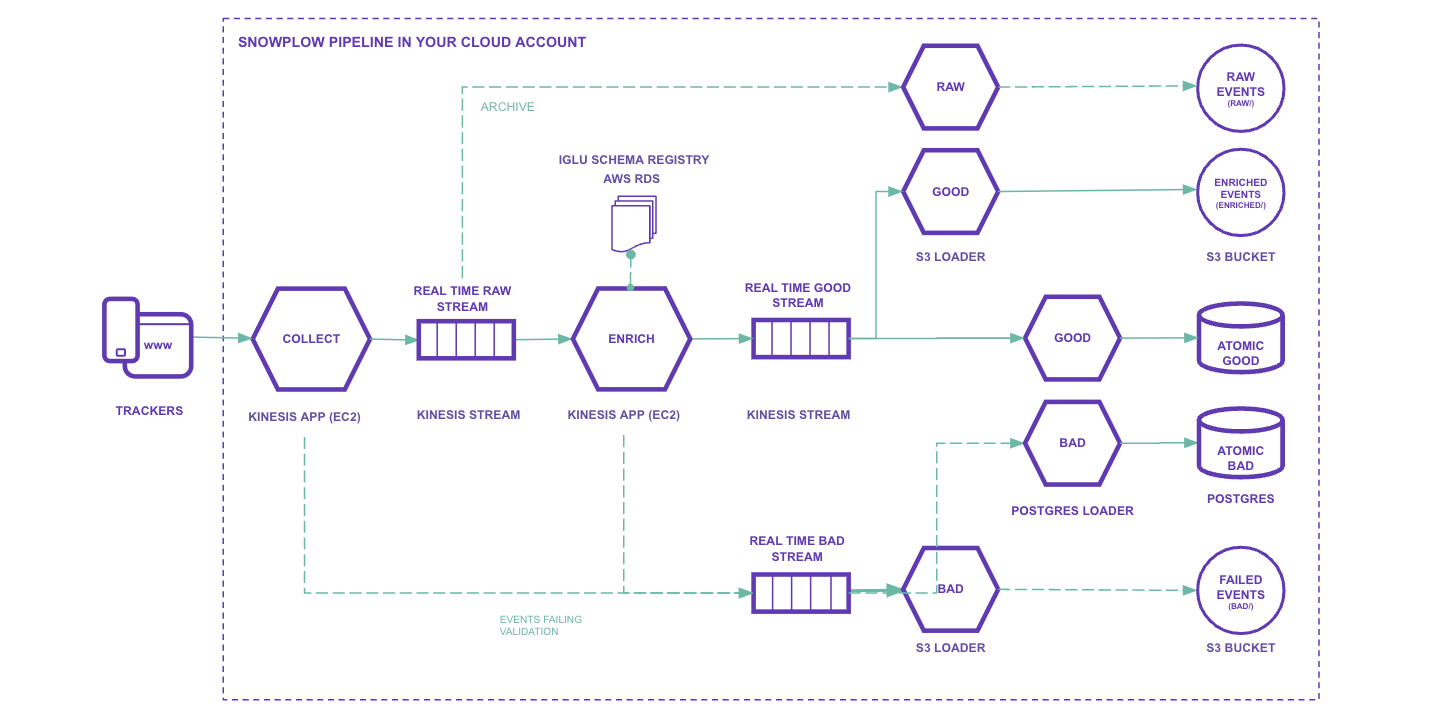 SNOWPLOW PIPELINE IN YOUR CLOUD ACCOUNT
RAW
RAW
EVENTS
(RAW/)
ARCHIVE
IGLU SCHEMA REGISTRY
AWS RDS
GOOD
ENRICHED
EVENTS
(ENRICHED/)
S3 LOADER
S3 BUCKET
REAL TIME RAW
STREAM
REAL TIME GOOD
STREAM
www
COLLECT
ENRICH
GOOD
ATOMIC
GOOD
TRACKERS
KINESIS APP (EC2)
KINESIS STREAM
KINESIS APP (EC2)
KINESIS STREAM
BAD
ATOMIC
BAD
POSTGRES LOADER
POSTGRES
REAL TIME BAD
STREAM
BAD
FAILED
EVENTS
(BAD/)
EVENTS FAILING
VALIDATION
S3 LOADER
S3 BUCKET